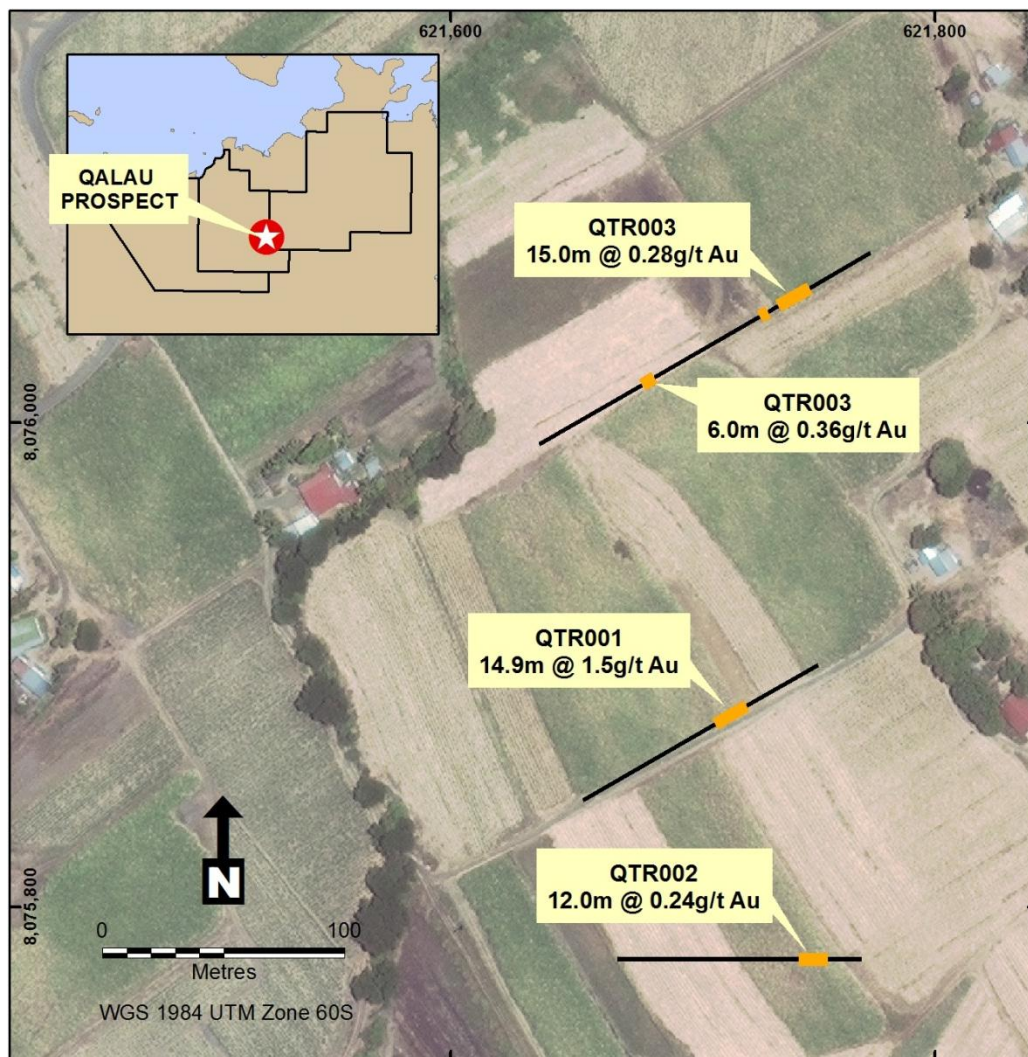 621,600
621,800
QALAU
PROSPECT
QTR003
15.0m @ 0.28g/t Au
8,076,000
QTR003
6.0m @ 0.36g/t Au
QTR001
14.9m @ 1.5g/t Au
QTR002
12.0m @ 0.24g/t Au
8,075,800
N
0
100
Metres
WGS 1984 UTM Zone 60S